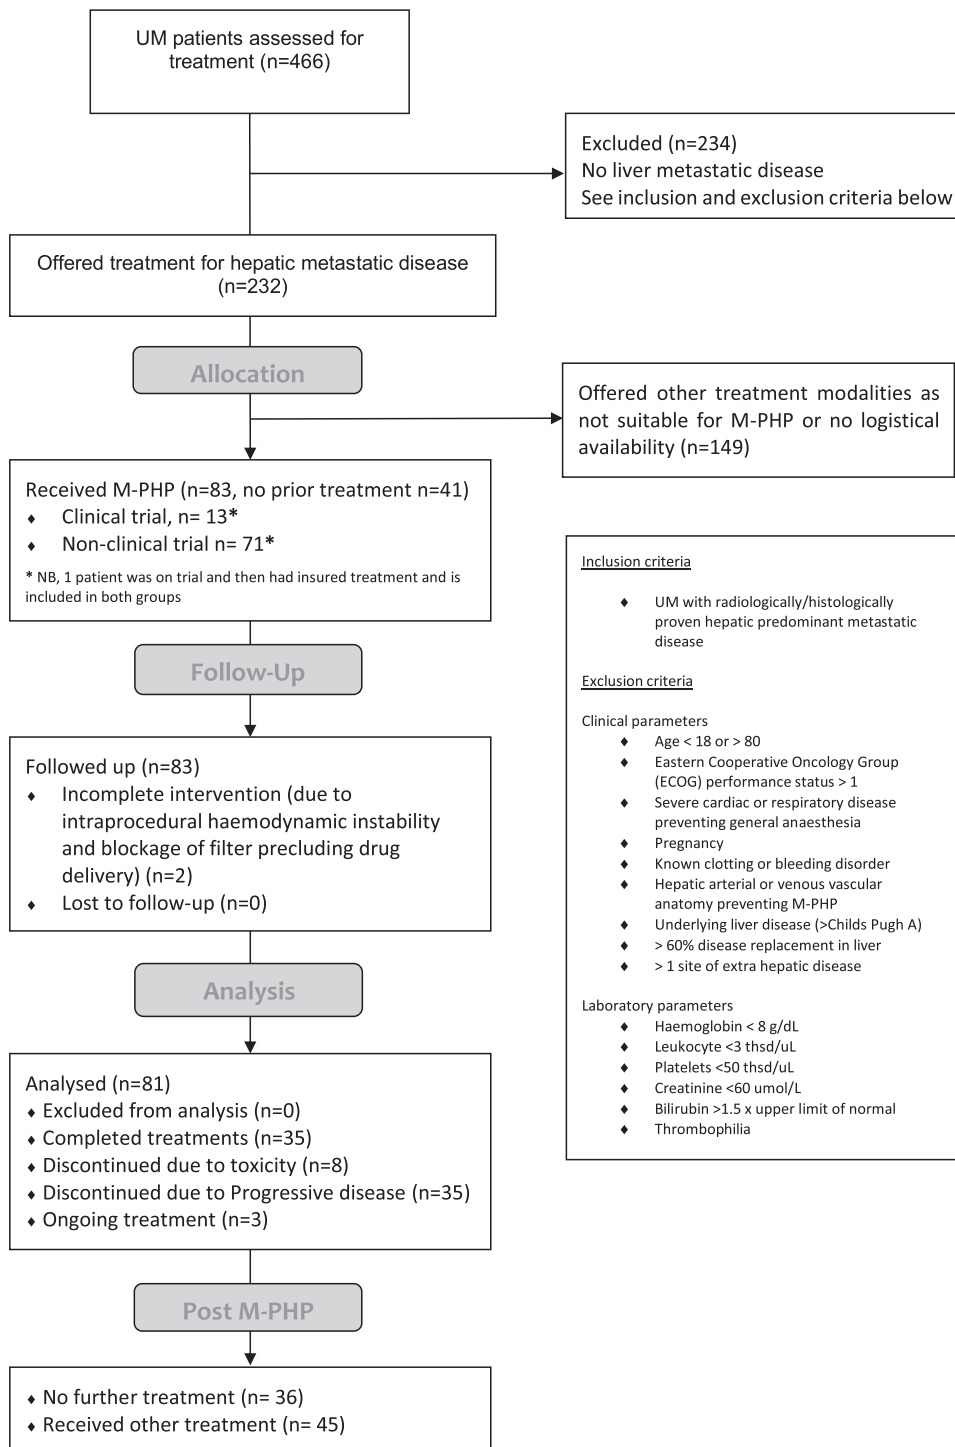 UM patients assessed for
treatment (n=466)
Excluded (n=234)
No liver metastatic disease
See inclusion and exclusion criteria below
Offered treatment for hepatic metastatic disease
(n=232)
Allocation
Offered other treatment modalities as
not suitable for M-PHP or no logistical
availability (n=149)
Received M-PHP (n=83, no prior treatment n=41)
♦ Clinical trial, n= 13*
♦ Non-clinical trial n= 71*
* NB, 1 patient was on trial and then had insured treatment and is
included in both groups
Follow-Up
Followed up (n=83)
♦ Incomplete intervention (due to
intraprocedural haemodynamic instability
and blockage of filter precluding drug
delivery) (n=2)
♦ Lost to follow-up (n=0)
Analysis
Analysed (n=81)
♦ Excluded from analysis (n=0)
♦ Completed treatments (n=35)
♦ Discontinued due to toxicity (n=8)
♦ Discontinued due to Progressive disease (n=35)
♦ Ongoing treatment (n=3)
Post M-PHP
♦ No further treatment (n= 36)
♦ Received other treatment (n= 45)
Inclusion criteria
♦ UM with radiologically/histologically
proven hepatic predominant metastatic
disease
Exclusion criteria
Clinical parameters
♦ Age < 18 or > 80
♦ Eastern Cooperative Oncology Group
(ECOG) performance status > 1
♦ Severe cardiac or respiratory disease
preventing general anaesthesia
♦ Pregnancy
♦ Known clotting or bleeding disorder
♦ Hepatic arterial or venous vascular
anatomy preventing M-PHP
♦ Underlying liver disease (>Childs Pugh A)
♦ > 60% disease replacement in liver
♦ > 1 site of extra hepatic disease
Laboratory parameters
♦ Haemoglobin < 8 g/dL
♦ Leukocyte <3 thsd/uL
♦ Platelets <50 thsd/uL
♦ Creatinine <60 umol/L
♦ Bilirubin >1.5 x upper limit of normal
♦ Thrombophilia